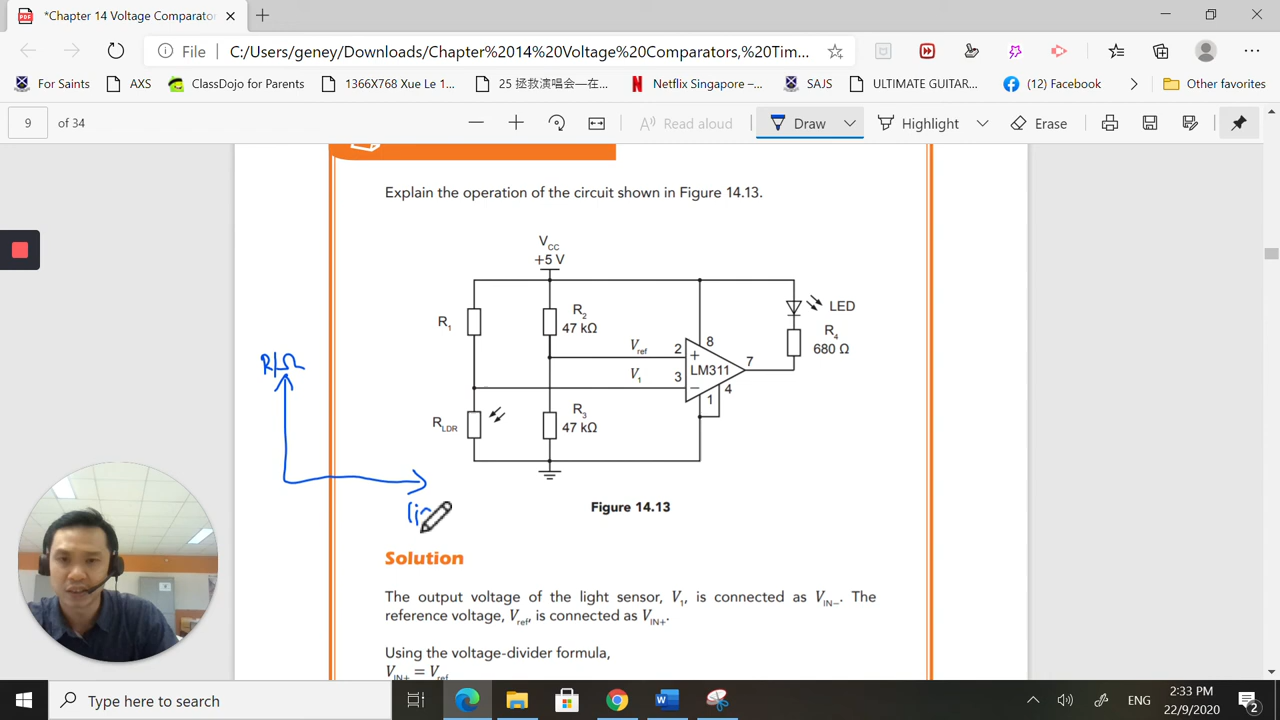 *Chapter 14 Voltage Comparator
File C:/Users/geney/Downloads/Chapter%2014%20Voltage%20Comparators,%20Tim...
For Saints AXS ClassDojo for Parents 1366X768 Xue Le 1... 25 拯救演唱会—在... Netflix Singapore –... SAJS ULTIMATE GUITAR... (12) Facebook Other favorites
9 of 34 Read aloud Draw Highlight Erase
Explain the operation of the circuit shown in Figure 14.13.
VCC
+5 V
R1
R2
47 kΩ
Vref
2
+
8
LM311
7
LED
R4
680 Ω
V1
3
−
1
4
RLDR
R3
47 kΩ
R/Ω
Figure 14.13
Solution
The output voltage of the light sensor, V1, is connected as VIN−. The
reference voltage, Vref, is connected as VIN+.
Using the voltage-divider formula,
VIN+ = Vref
Type here to search
ENG
2:33 PM
22/9/2020
2